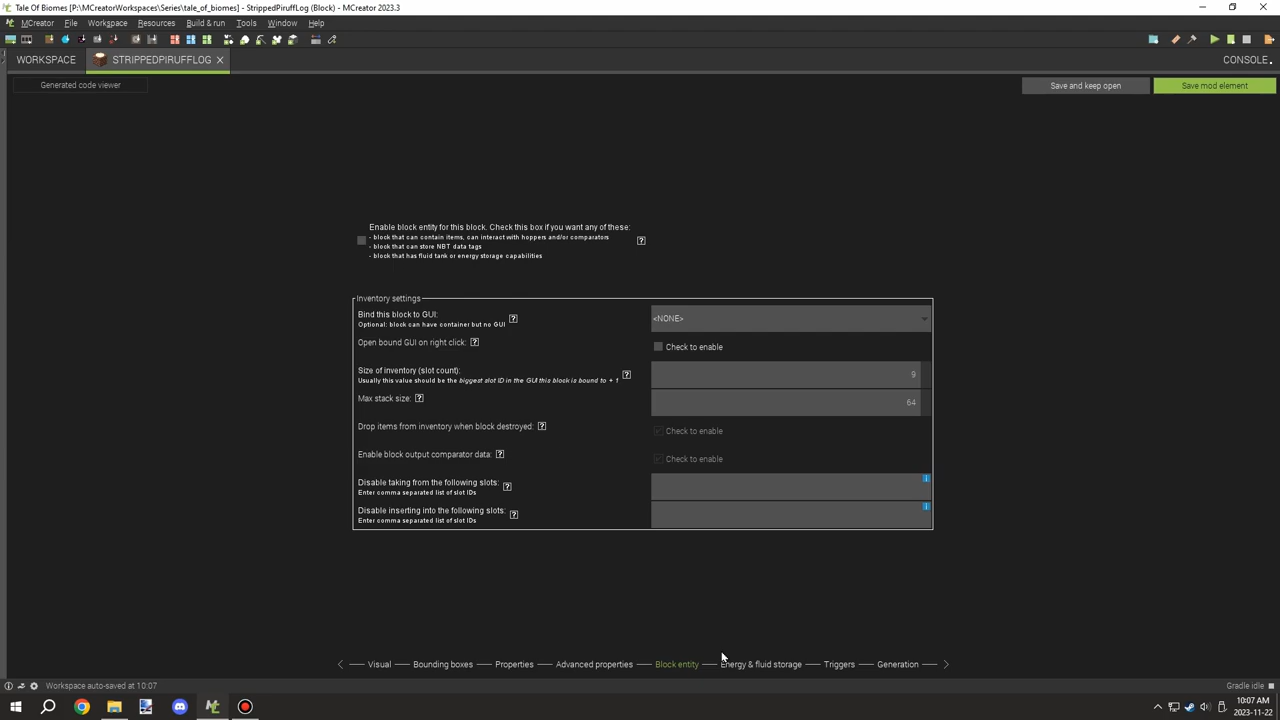 Tale Of Biomes [P:\MCreatorWorkspaces\Series\tale_of_biomes] - StrippedPiruffLog (Block) - MCreator 2023.3
MCreator File Workspace Resources Build & run Tools Window Help
WORKSPACE STRIPPEDPIRUFFLOG CONSOLE
Generated code viewer Save and keep open Save mod element
Enable block entity for this block. Check this box if you want any of these:
- block that can contain items, can interact with hoppers and/or comparators
- block that can store NBT data tags
- block that has fluid tank or energy storage capabilities
?
Inventory settings
Bind this block to GUI: ? <NONE>
Optional: block can have container but no GUI
Open bound GUI on right click: ? Check to enable
Size of inventory (slot count): ? 9
Usually this value should be the biggest slot ID in the GUI this block is bound to + 1
Max stack size: ? 64
Drop items from inventory when block destroyed: ? Check to enable
Enable block output comparator data: ? Check to enable
Disable taking from the following slots: ?
Enter comma separated list of slot IDs
Disable inserting into the following slots: ?
Enter comma separated list of slot IDs
Visual Bounding boxes Properties Advanced properties Block entity Energy & fluid storage Triggers Generation
Workspace auto-saved at 10:07 Gradle idle
10:07 AM
2023-11-22